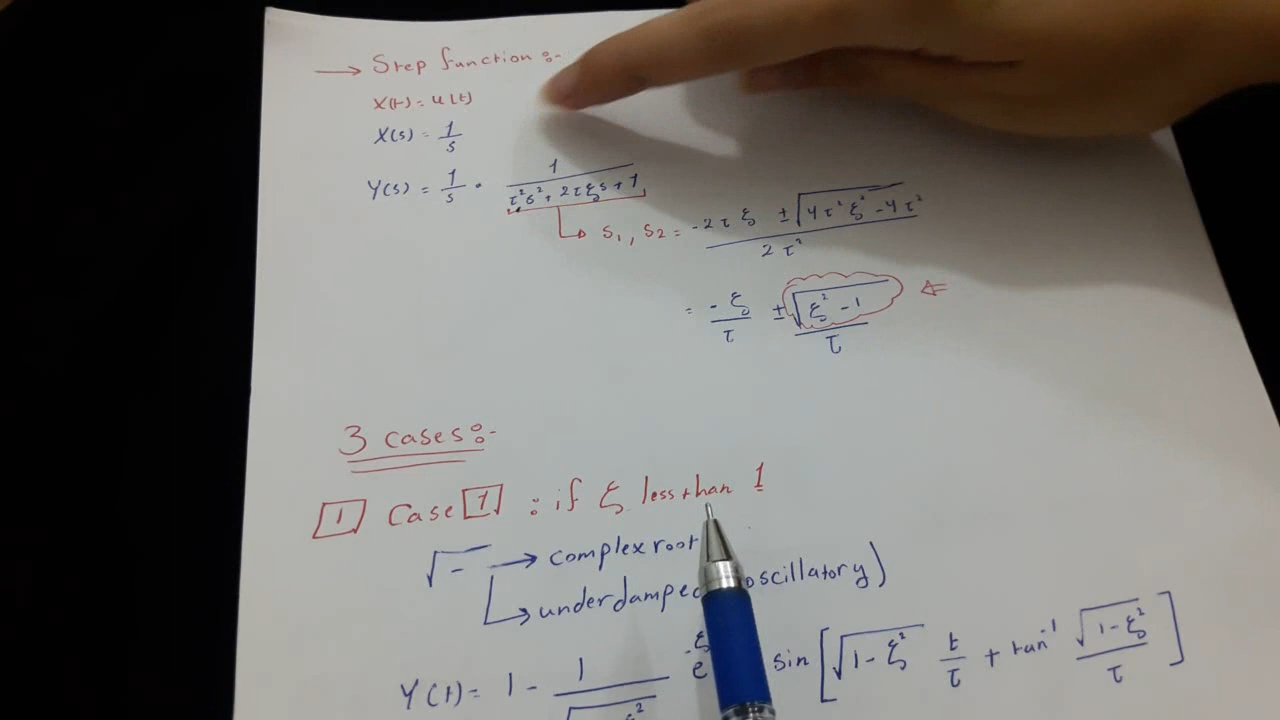 → Step function :-
X(t) = u(t)
X(s) = 1/s
Y(s) = 1/s · 1/(τ²s² + 2τξs + 1)
↳ S₁, S₂ = (-2τξ ± √(4τ²ξ² - 4τ²))/(2τ²)
= -ξ/τ ± √(ξ² - 1)/τ ⇐
3 cases :-
1 Case 1 : if ξ less than 1
√- → complex root
↳ underdamped oscillatory)
Y(t) = 1 - 1/√ξ² e^-ξ sin[√(1-ξ²) t/τ + tan⁻¹ √(1-ξ²)/τ]